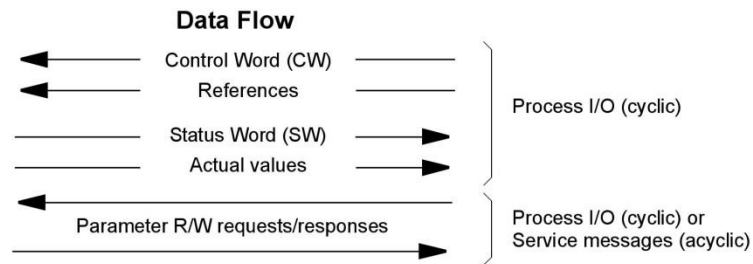 Data Flow
Control Word (CW)
References
Process I/O (cyclic)
Status Word (SW)
Actual values
Parameter R/W requests/responses
Process I/O (cyclic) or
Service messages (acyclic)